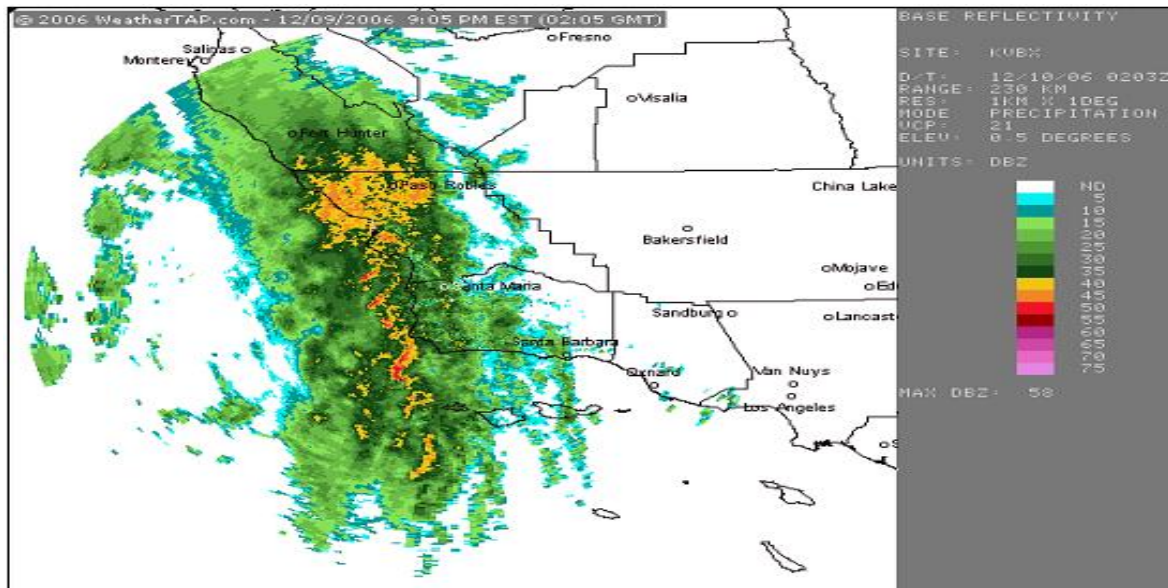 © 2006 WeatherTAP.com - 12/09/2006 9:05 PM EST (02:05 GMT)
Salinas
Monterey
Fresno
Visalia
Fort Hunter
Paso Robles
China Lake
Bakersfield
Mojave
Santa Maria
Ed
Sandburg
Lancast
Santa Barbara
Oxnard
Van Nuys
Los Angeles
S
BASE REFLECTIVITY
SITE: KVBX
D/T: 12/10/06 0203Z
RANGE: 230 KM
RES: 1KM X 1DEG
MODE PRECIPITATION
VCP: 21
ELEV: 0.5 DEGREES
UNITS: DBZ
ND
5
10
15
20
25
30
35
40
45
50
55
60
65
70
75
MAX DBZ: 58